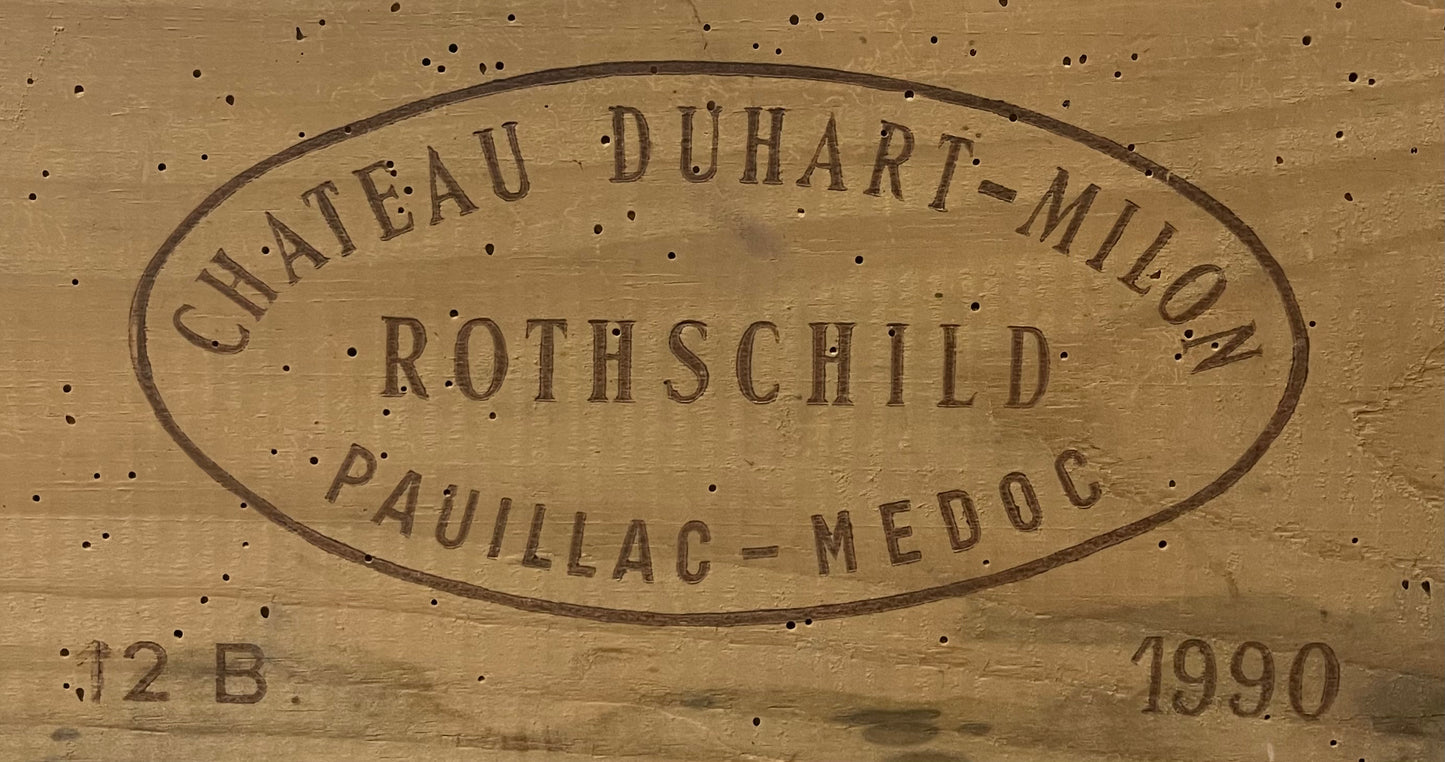 CHATEAU DUHART-MILON
ROTHSCHILD
PAUILLAC-MEDOC
12 B.
1990